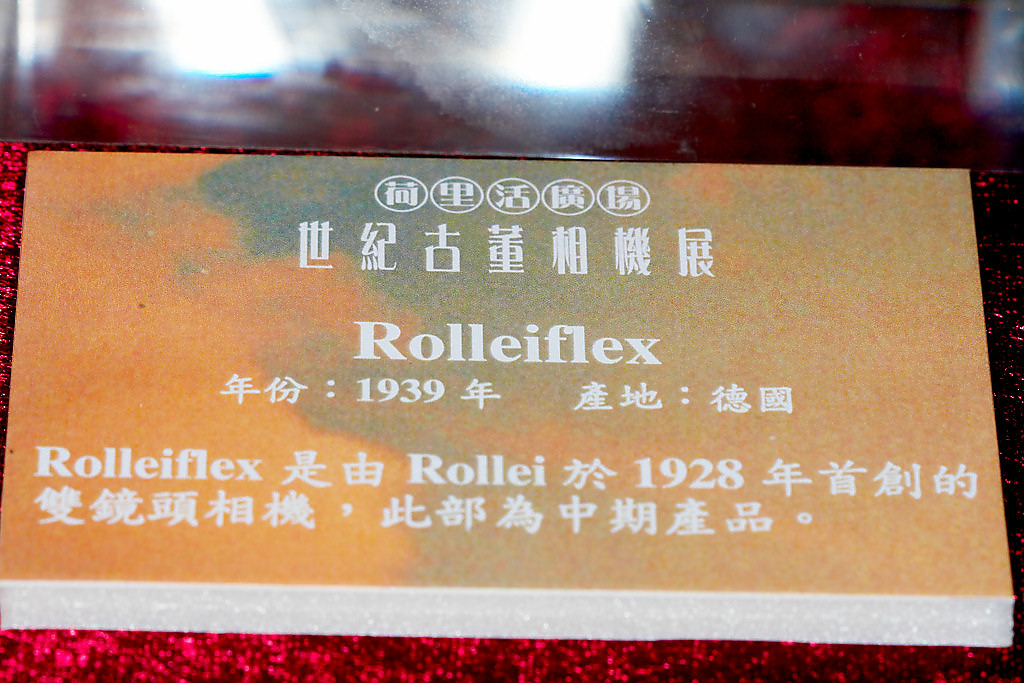 荷里活廣場
世紀古董相機展
Rolleiflex
年份：1939 年 產地：德國
Rolleiflex 是由 Rollei 於 1928 年首創的
雙鏡頭相機，此部為中期產品。